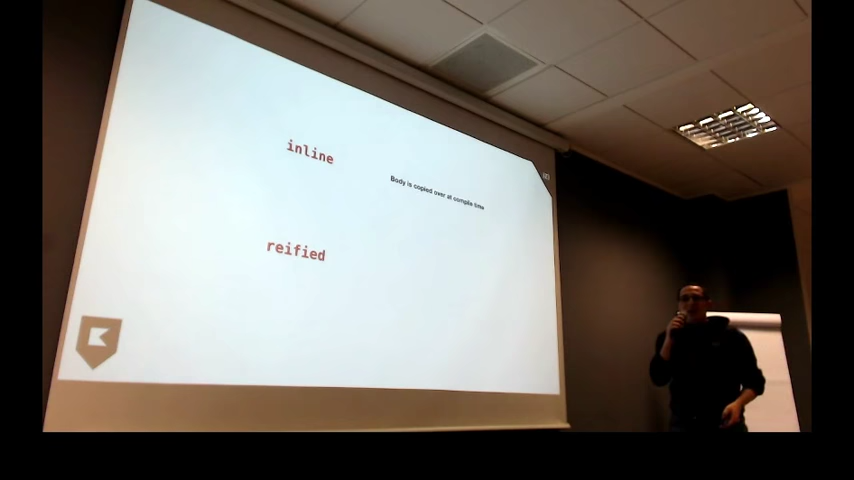 inline
Body is copied over at compile time
reified